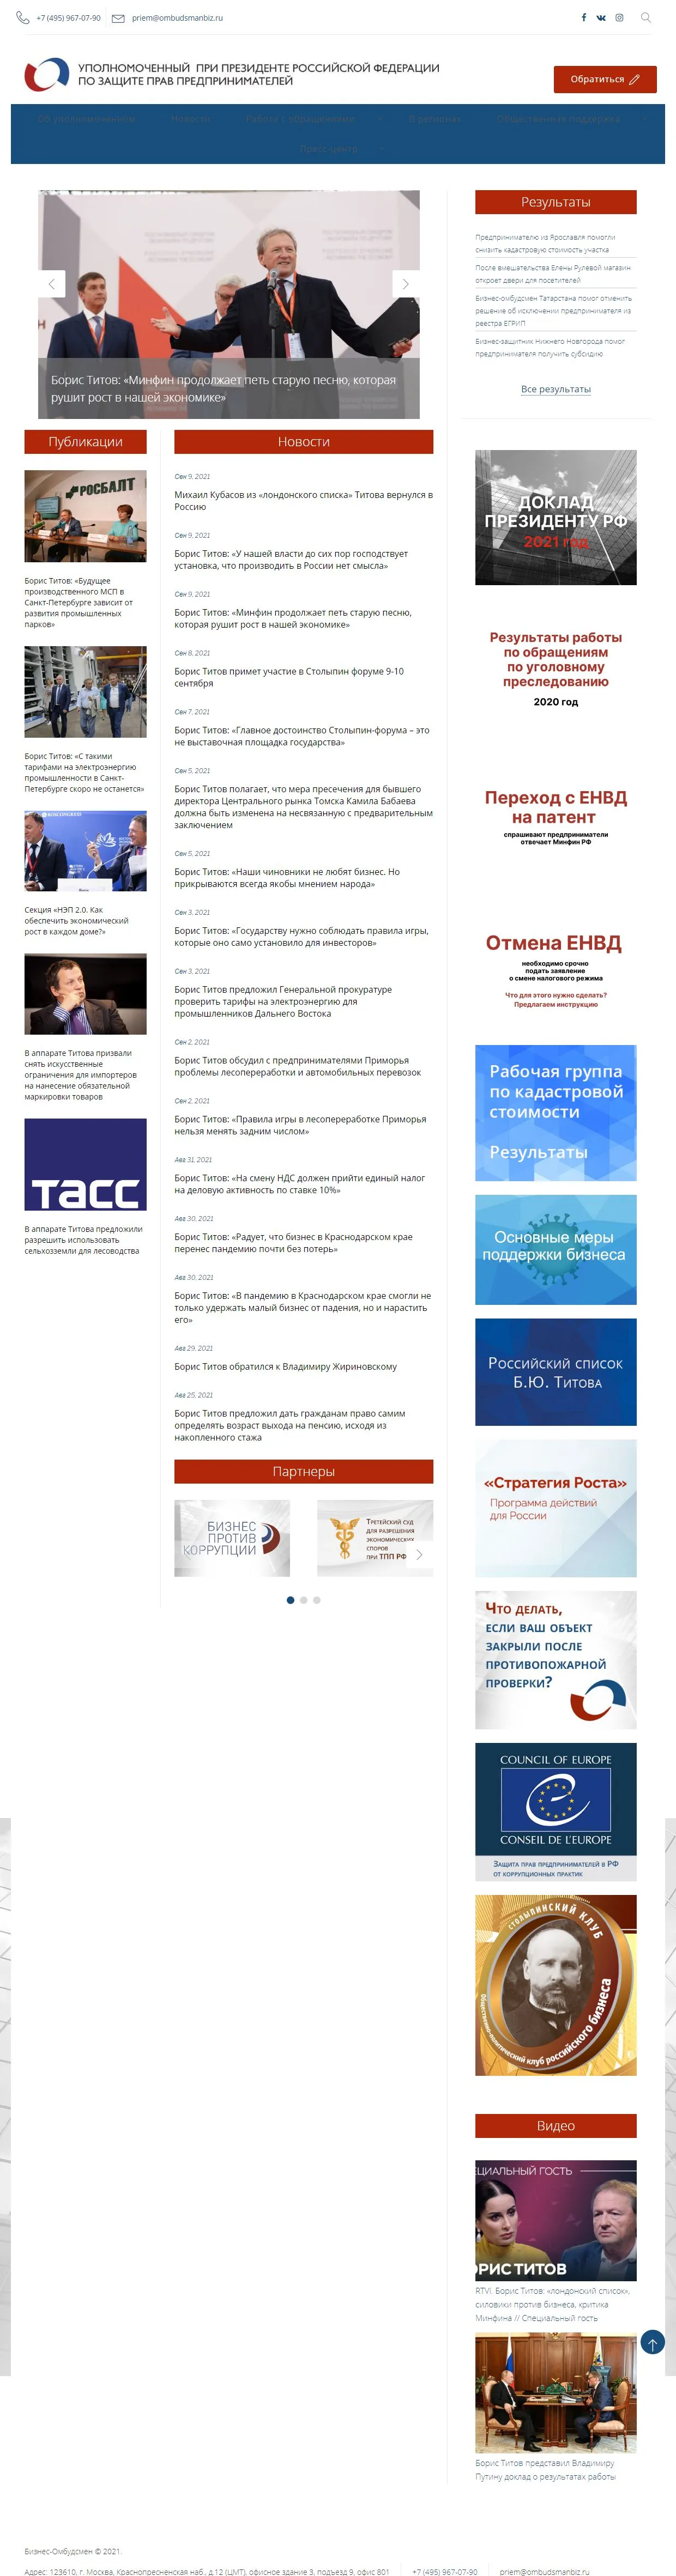 +7 (495) 967-07-90
priem@ombudsmanbiz.ru
УПОЛНОМОЧЕННЫЙ ПРИ ПРЕЗИДЕНТЕ РОССИЙСКОЙ ФЕДЕРАЦИИ
ПО ЗАЩИТЕ ПРАВ ПРЕДПРИНИМАТЕЛЕЙ
Обратиться
Об уполномоченном
Новости
Работа с обращениями
В регионах
Общественная поддержка
Пресс-центр
Борис Титов: «Минфин продолжает петь старую песню, которая
рушит рост в нашей экономике»
Публикации
РОСБАЛТ
Борис Титов: «Будущее
производственного МСП в
Санкт-Петербурге зависит от
развития промышленных
парков»
Борис Титов: «С такими
тарифами на электроэнергию
промышленности в Санкт-
Петербурге скоро не останется»
Секция «НЭП 2.0. Как
обеспечить экономический
рост в каждом доме?»
В аппарате Титова призвали
снять искусственные
ограничения для импортеров
на нанесение обязательной
маркировки товаров
ТАСС
В аппарате Титова предложили
разрешить использовать
сельхозземли для лесоводства
Новости
Сен 9, 2021
Михаил Кубасов из «лондонского списка» Титова вернулся в
Россию
Сен 9, 2021
Борис Титов: «У нашей власти до сих пор господствует
установка, что производить в России нет смысла»
Сен 9, 2021
Борис Титов: «Минфин продолжает петь старую песню,
которая рушит рост в нашей экономике»
Сен 8, 2021
Борис Титов примет участие в Столыпин форуме 9-10
сентября
Сен 7, 2021
Борис Титов: «Главное достоинство Столыпин-форума – это
не выставочная площадка государства»
Сен 5, 2021
Борис Титов полагает, что мера пресечения для бывшего
директора Центрального рынка Томска Камила Бабаева
должна быть изменена на несвязанную с предварительным
заключением
Сен 5, 2021
Борис Титов: «Наши чиновники не любят бизнес. Но
прикрываются всегда якобы мнением народа»
Сен 3, 2021
Борис Титов: «Государству нужно соблюдать правила игры,
которые оно само установило для инвесторов»
Сен 3, 2021
Борис Титов предложил Генеральной прокуратуре
проверить тарифы на электроэнергию для
промышленников Дальнего Востока
Сен 2, 2021
Борис Титов обсудил с предпринимателями Приморья
проблемы лесопереработки и автомобильных перевозок
Сен 2, 2021
Борис Титов: «Правила игры в лесопереработке Приморья
нельзя менять задним числом»
Авг 31, 2021
Борис Титов: «На смену НДС должен прийти единый налог
на деловую активность по ставке 10%»
Авг 30, 2021
Борис Титов: «Радует, что бизнес в Краснодарском крае
перенес пандемию почти без потерь»
Авг 30, 2021
Борис Титов: «В пандемию в Краснодарском крае смогли не
только удержать малый бизнес от падения, но и нарастить
его»
Авг 29, 2021
Борис Титов обратился к Владимиру Жириновскому
Авг 25, 2021
Борис Титов предложил дать гражданам право самим
определять возраст выхода на пенсию, исходя из
накопленного стажа
Партнеры
БИЗНЕС
ПРОТИВ
КОРРУПЦИИ
Третейский суд
для разрешения
экономических
споров
при ТПП РФ
Результаты
Предпринимателю из Ярославля помогли
снизить кадастровую стоимость участка
После вмешательства Елены Рулевой магазин
откроет двери для посетителей
Бизнес-омбудсмен Татарстана помог отменить
решение об исключении предпринимателя из
реестра ЕГРИП
Бизнес-защитник Нижнего Новгорода помог
предпринимателя получить субсидию
Все результаты
ДОКЛАД
ПРЕЗИДЕНТУ РФ
2021 год
Результаты работы
по обращениям
по уголовному
преследованию
2020 год
Переход с ЕНВД
на патент
спрашивают предприниматели
отвечает Минфин РФ
Отмена ЕНВД
необходимо срочно
подать заявление
о смене налогового режима
Что для этого нужно сделать?
Предлагаем инструкцию
Рабочая группа
по кадастровой
стоимости
Результаты
Основные меры
поддержки бизнеса
Российский список
Б.Ю. Титова
«Стратегия Роста»
Программа действий
для России
Что делать,
если ваш объект
закрыли после
противопожарной
проверки?
COUNCIL OF EUROPE
CONSEIL DE L'EUROPE
Защита прав предпринимателей в РФ
от коррупционных практик
СТОЛЫПИНСКИЙ КЛУБ
Общественно-политический клуб российского бизнеса
Видео
ЕЦИАЛЬНЫЙ ГОСТЬ
ОРИС ТИТОВ
RTVI. Борис Титов: «лондонский список»,
силовики против бизнеса, критика
Минфина // Специальный гость
Борис Титов представил Владимиру
Путину доклад о результатах работы
Бизнес-Омбудсмен © 2021.
Адрес: 123610, г. Москва, Краснопресненская наб., д.12 (ЦМТ), офисное здание 3, подъезд 9, офис 801
+7 (495) 967-07-90
priem@ombudsmanbiz.ru